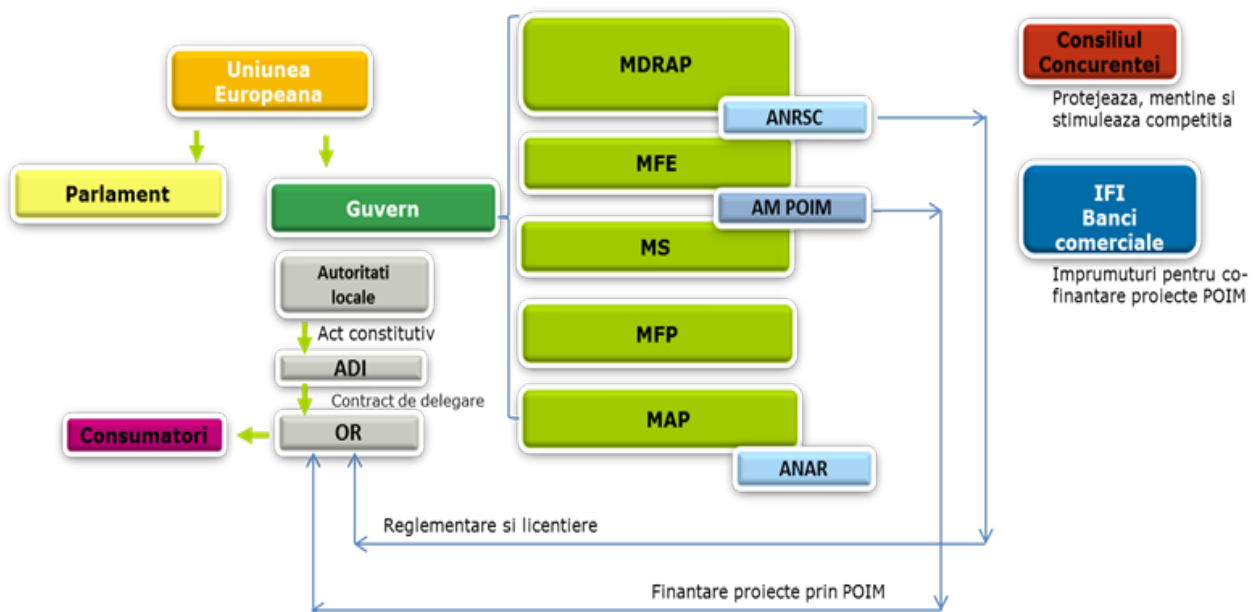 Uniunea
Europeana
Parlament
Guvern
Autoritati
locale
Act constitutiv
ADI
Contract de delegare
OR
Consumatori
MDRAP
ANRSC
MFE
AM POIM
MS
MFP
MAP
ANAR
Consiliul
Concurentei
Protejeaza, mentine si
stimuleaza competitia
IFI
Banci
comerciale
Imprumuturi pentru co-
finantare proiecte POIM
Reglementare si licentiere
Finantare proiecte prin POIM